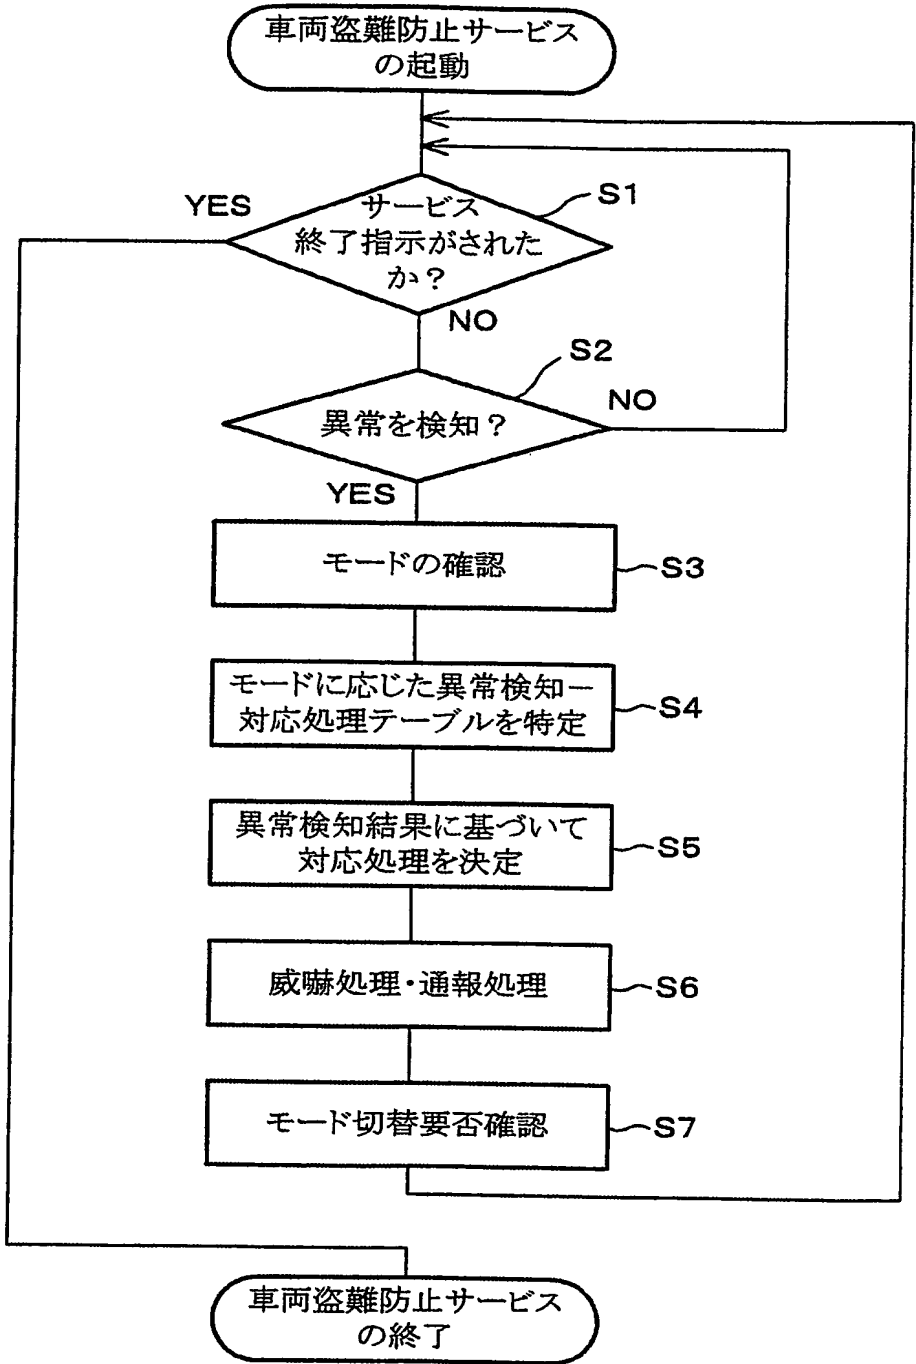 車両盗難防止サービス
の起動
YES
サービス
終了指示がされた
か？
S1
NO
S2
異常を検知？
NO
YES
モードの確認
S3
モードに応じた異常検知－
対応処理テーブルを特定
S4
異常検知結果に基づいて
対応処理を決定
S5
威嚇処理・通報処理
S6
モード切替要否確認
S7
車両盗難防止サービス
の終了